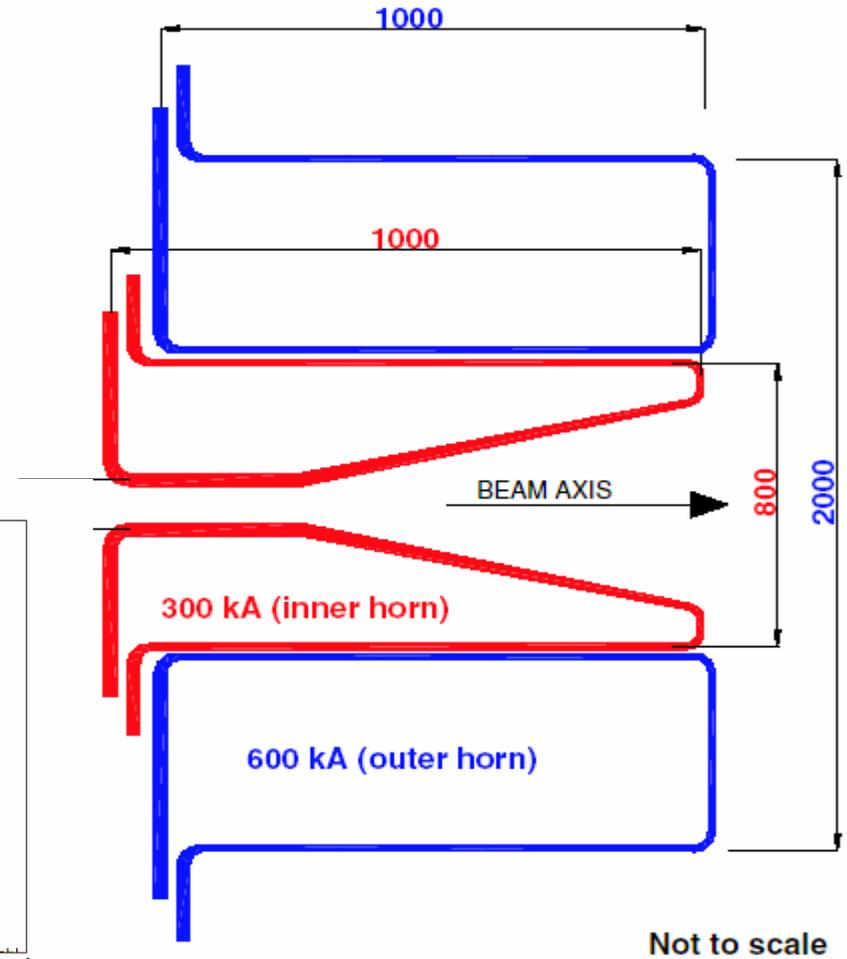 1000
1000
BEAM AXIS
800
2000
300 kA (inner horn)
600 kA (outer horn)
Not to scale